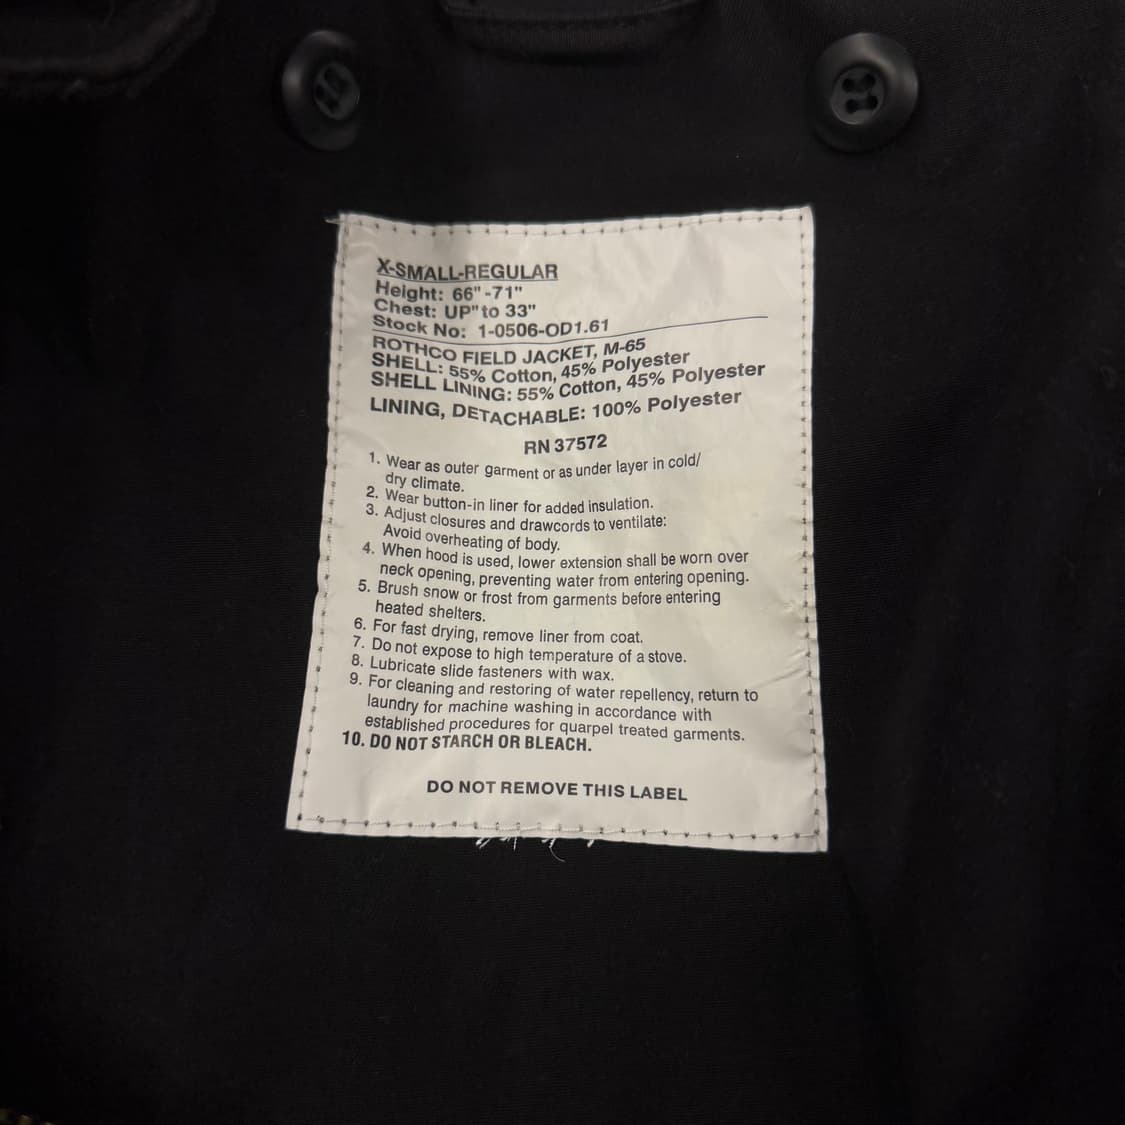 X-SMALL-REGULAR
Height: 66"-71"
Chest: UP" to 33"
Stock No: 1-0506-OD1.61
ROTHCO FIELD JACKET, M-65
SHELL: 55% Cotton, 45% Polyester
SHELL LINING: 55% Cotton, 45% Polyester
LINING, DETACHABLE: 100% Polyester
RN 37572
1. Wear as outer garment or as under layer in cold/
dry climate.
2. Wear button-in liner for added insulation.
3. Adjust closures and drawcords to ventilate:
Avoid overheating of body.
4. When hood is used, lower extension shall be worn over
neck opening, preventing water from entering opening.
5. Brush snow or frost from garments before entering
heated shelters.
6. For fast drying, remove liner from coat.
7. Do not expose to high temperature of a stove.
8. Lubricate slide fasteners with wax.
9. For cleaning and restoring of water repellency, return to
laundry for machine washing in accordance with
established procedures for quarpel treated garments.
10. DO NOT STARCH OR BLEACH.
DO NOT REMOVE THIS LABEL